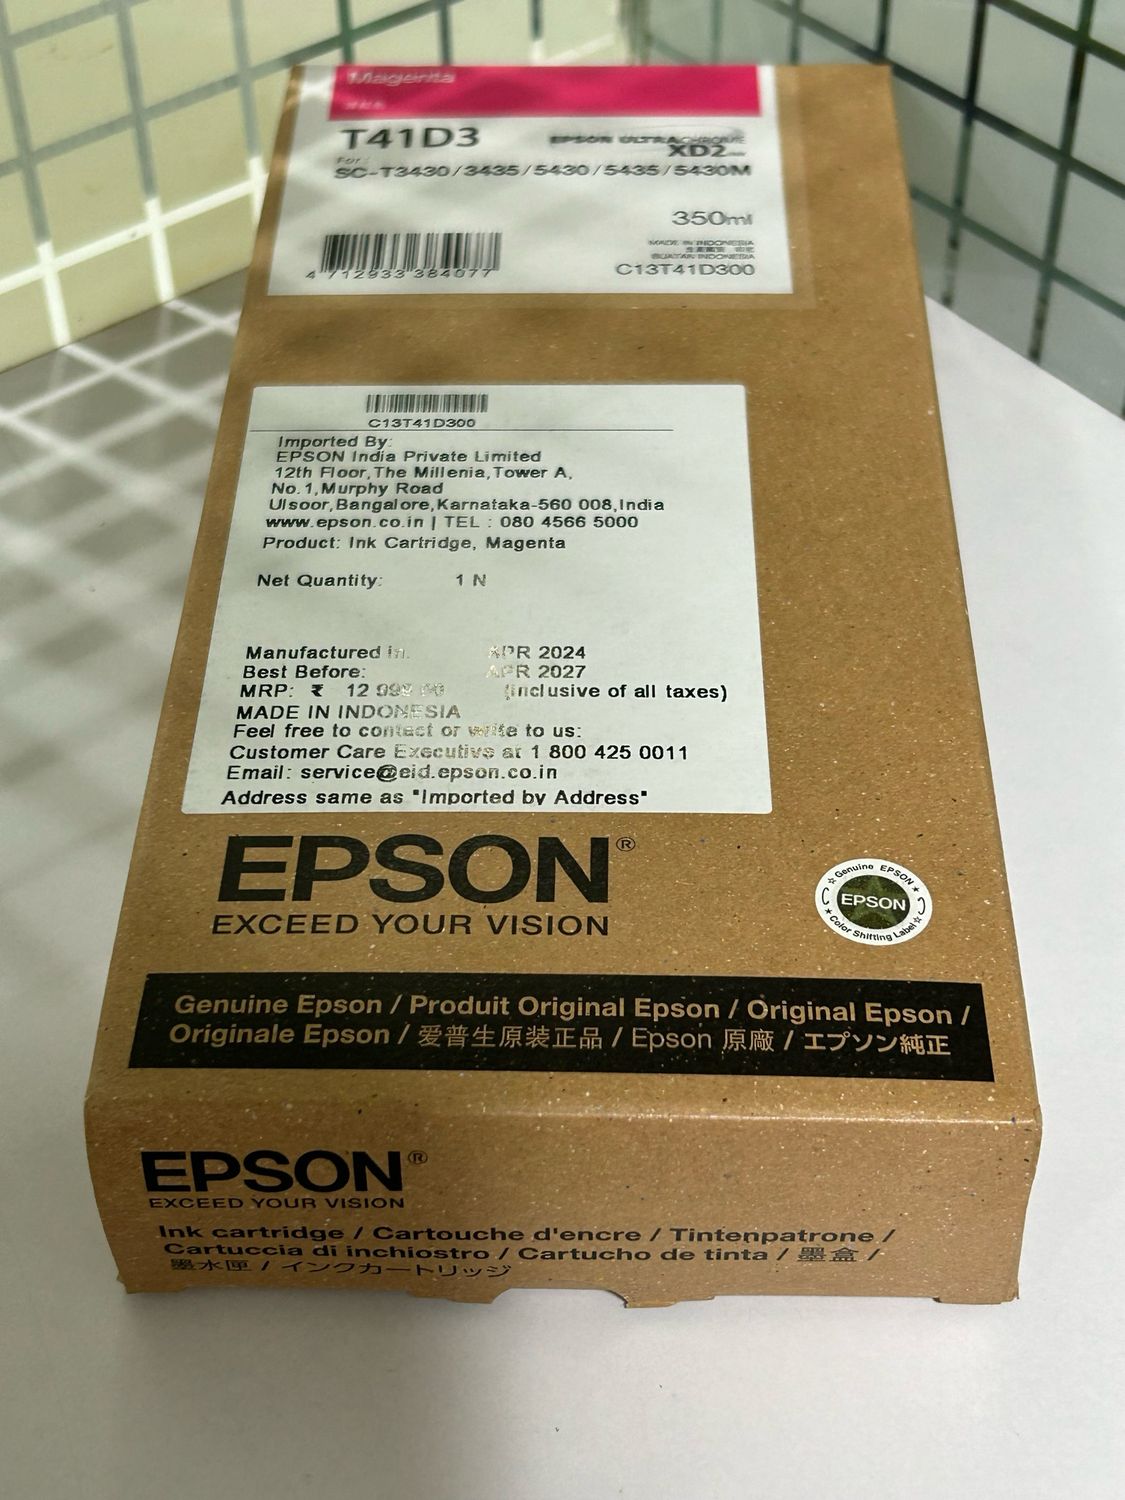 Magenta
T41D3
EPSON ULTRACHROME
XD2
For:
SC-T3430/3435/5430/5435/5430M
350ml
MADE IN INDONESIA
BUATAN INDONESIA
4 712933 384077
C13T41D300
C13T41D300
Imported By:
EPSON India Private Limited
12th Floor,The Millenia,Tower A,
No.1,Murphy Road
Ulsoor,Bangalore,Karnataka-560 008,India
www.epson.co.in | TEL : 080 4566 5000
Product: Ink Cartridge, Magenta
Net Quantity: 1 N
Manufactured in: APR 2024
Best Before: APR 2027
MRP: ₹ 12 999.00 (inclusive of all taxes)
MADE IN INDONESIA
Feel free to contact or write to us:
Customer Care Executive at 1 800 425 0011
Email: service@eid.epson.co.in
Address same as "Imported by Address"
EPSON®
EXCEED YOUR VISION
☆ Genuine EPSON ★
EPSON
★ Color Shifting Label ☆
Genuine Epson / Produit Original Epson / Original Epson /
Originale Epson / 爱普生原装正品 / Epson 原廠 / エプソン純正
EPSON®
EXCEED YOUR VISION
Ink cartridge / Cartouche d'encre / Tintenpatrone /
Cartuccia di inchiostro / Cartucho de tinta / 墨盒 /
墨水匣 / インクカートリッジ